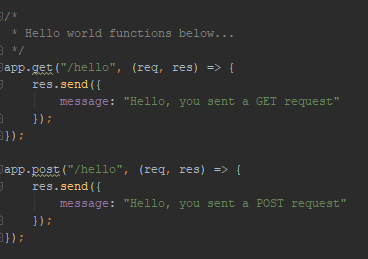 /*
 * Hello world functions below...
 */
app.get("/hello", (req, res) => {
    res.send({
        message: "Hello, you sent a GET request"
    });
});

app.post("/hello", (req, res) => {
    res.send({
        message: "Hello, you sent a POST request"
    });
});